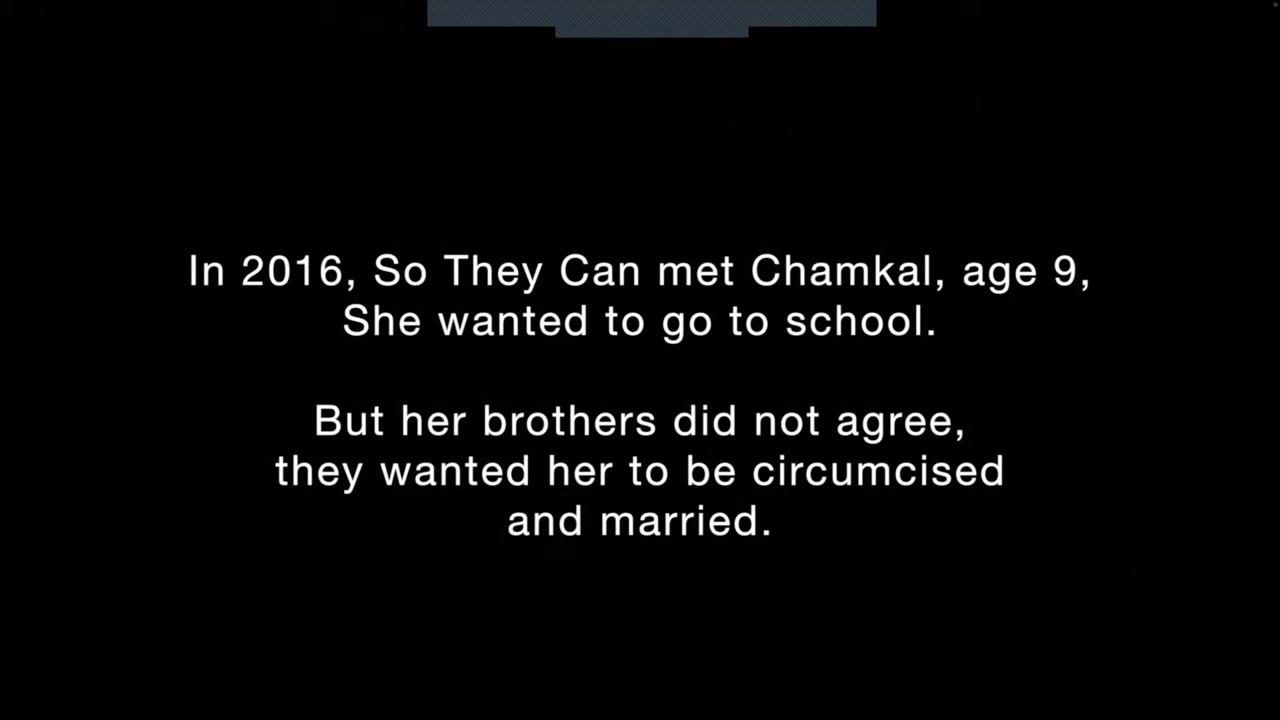 In 2016, So They Can met Chamkal, age 9,
She wanted to go to school.
But her brothers did not agree,
they wanted her to be circumcised
and married.